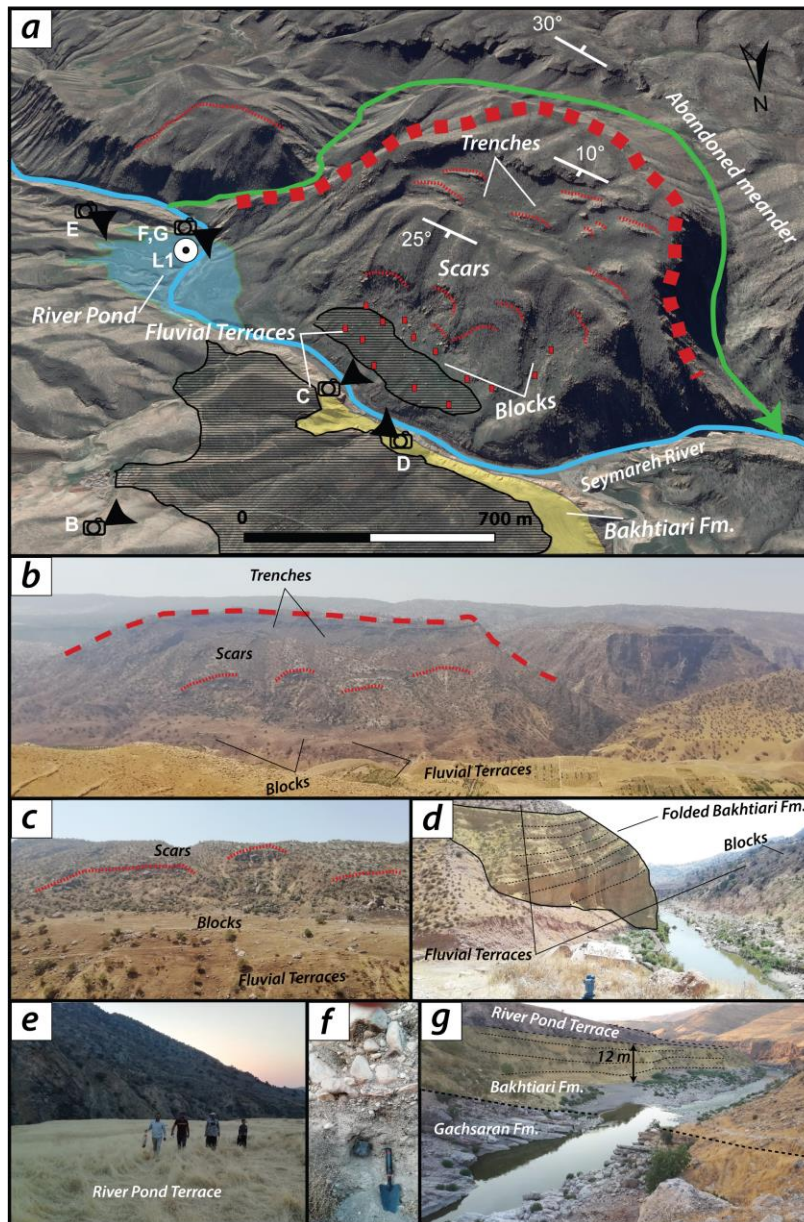 a
30°
N
Abandoned meander
Trenches
10°
E
F,G
L1
25°
Scars
River Pond
Fluvial Terraces
Blocks
C
D
Seymareh River
B
0
700 m
Bakhtiari Fm.
b
Trenches
Scars
Blocks
Fluvial Terraces
c
Scars
Blocks
Fluvial Terraces
d
Folded Bakhtiari Fm.
Blocks
Fluvial Terraces
e
River Pond Terrace
f
g
River Pond Terrace
12 m
Bakhtiari Fm.
Gachsaran Fm.